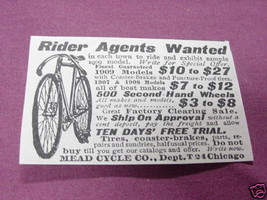 Rider Agents Wanted
in each town to ride and exhibit sample
1909 model. Write for Special Offer.
Finest Guaranteed
1909 Models $10 to $27
with Coaster-Brakes and Puncture-Proof tires.
1907 & 1908 Models
all of best makes $7 to $12
500 Second-Hand Wheels
All makes and models, $3 to $8
good as new
Great Factory Clearing Sale.
We Ship On Approval without a
cent deposit, pay the freight and allow
TEN DAYS' FREE TRIAL.
Tires, coaster-brakes, parts, re-
pairs and sundries, half usual prices. Do not
buy till you get our catalogs and offer. Write now.
MEAD CYCLE CO., Dept. T24 Chicago